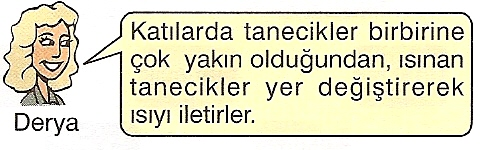 Katılarda tanecikler birbirine
çok yakın olduğundan, ısınan
tanecikler yer değiştirerek
ısıyı iletirler.
Derya